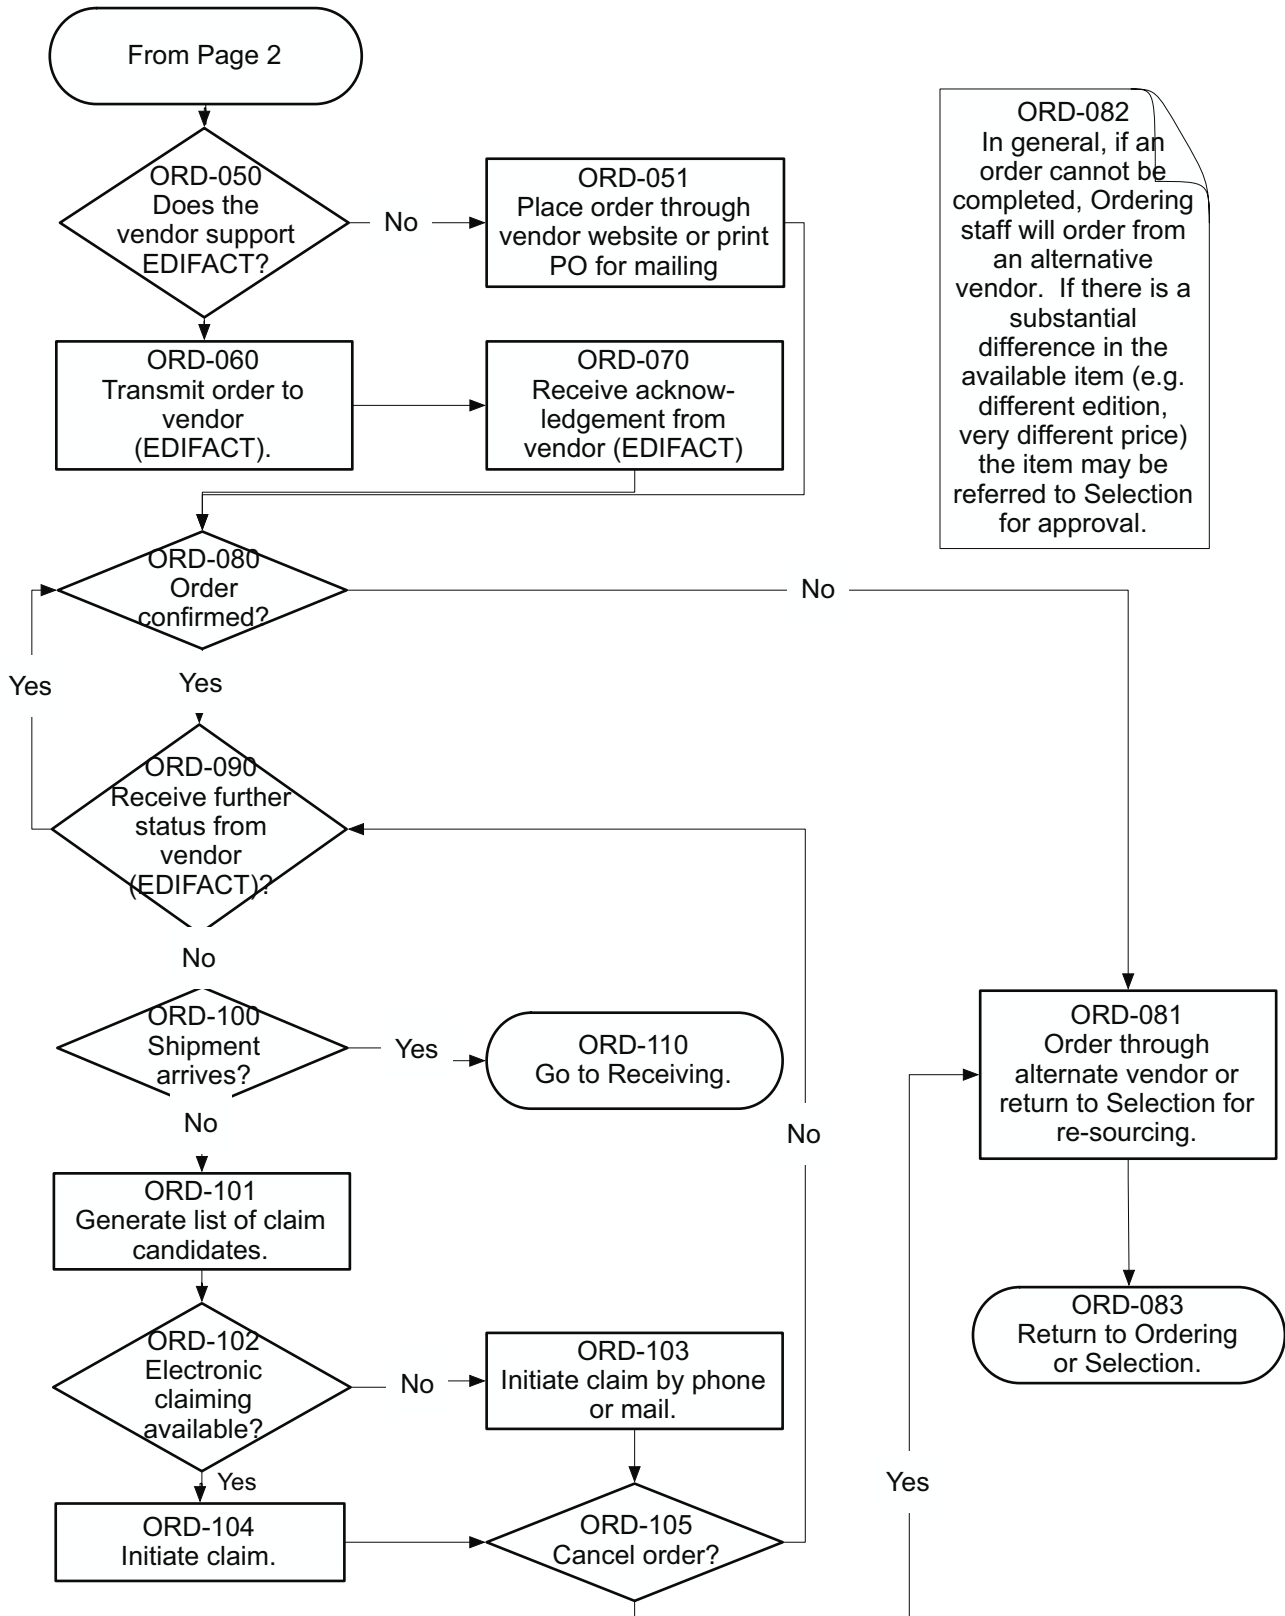 From Page 2
ORD-050
Does the
vendor support
EDIFACT?
No
ORD-051
Place order through
vendor website or print
PO for mailing
ORD-082
In general, if an
order cannot be
completed, Ordering
staff will order from
an alternative
vendor.  If there is a
substantial
difference in the
available item (e.g.
different edition,
very different price)
the item may be
referred to Selection
for approval.
ORD-060
Transmit order to
vendor
(EDIFACT).
ORD-070
Receive acknow-
ledgement from
vendor (EDIFACT)
ORD-080
Order
confirmed?
No
Yes
Yes
ORD-090
Receive further
status from
vendor
(EDIFACT)?
No
ORD-100
Shipment
arrives?
Yes
ORD-110
Go to Receiving.
No
No
ORD-081
Order through
alternate vendor or
return to Selection for
re-sourcing.
ORD-101
Generate list of claim
candidates.
ORD-083
Return to Ordering
or Selection.
ORD-102
Electronic
claiming
available?
No
ORD-103
Initiate claim by phone
or mail.
Yes
Yes
ORD-104
Initiate claim.
ORD-105
Cancel order?